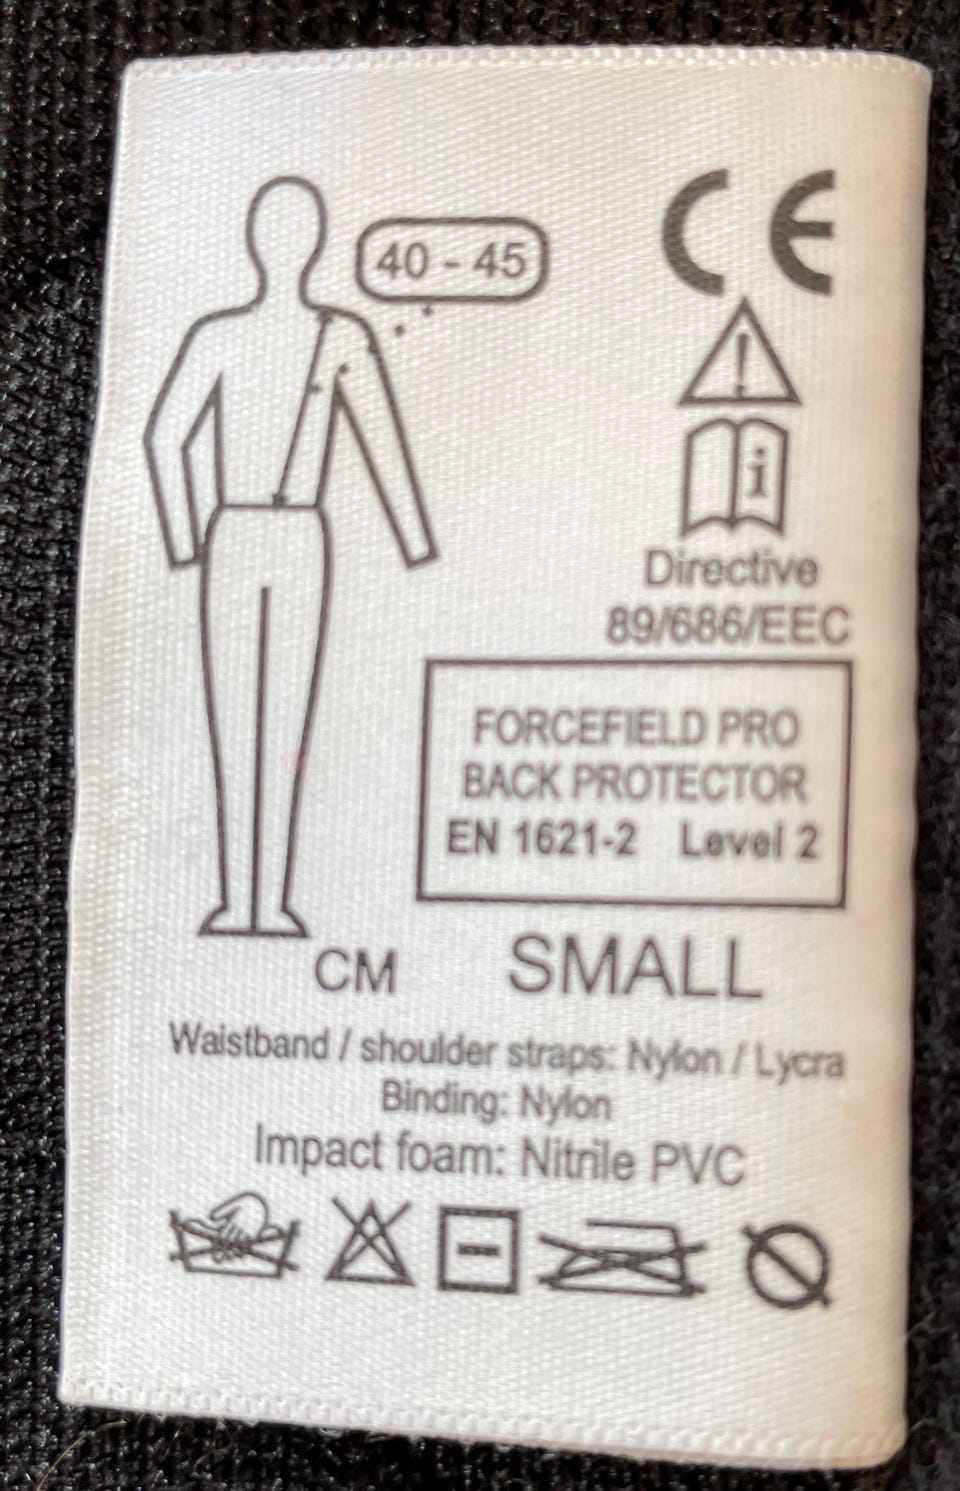 40 - 45
CE
!
i
Directive
89/686/EEC
FORCEFIELD PRO
BACK PROTECTOR
EN 1621-2 Level 2
CM SMALL
Waistband / shoulder straps: Nylon / Lycra
Binding: Nylon
Impact foam: Nitrile PVC